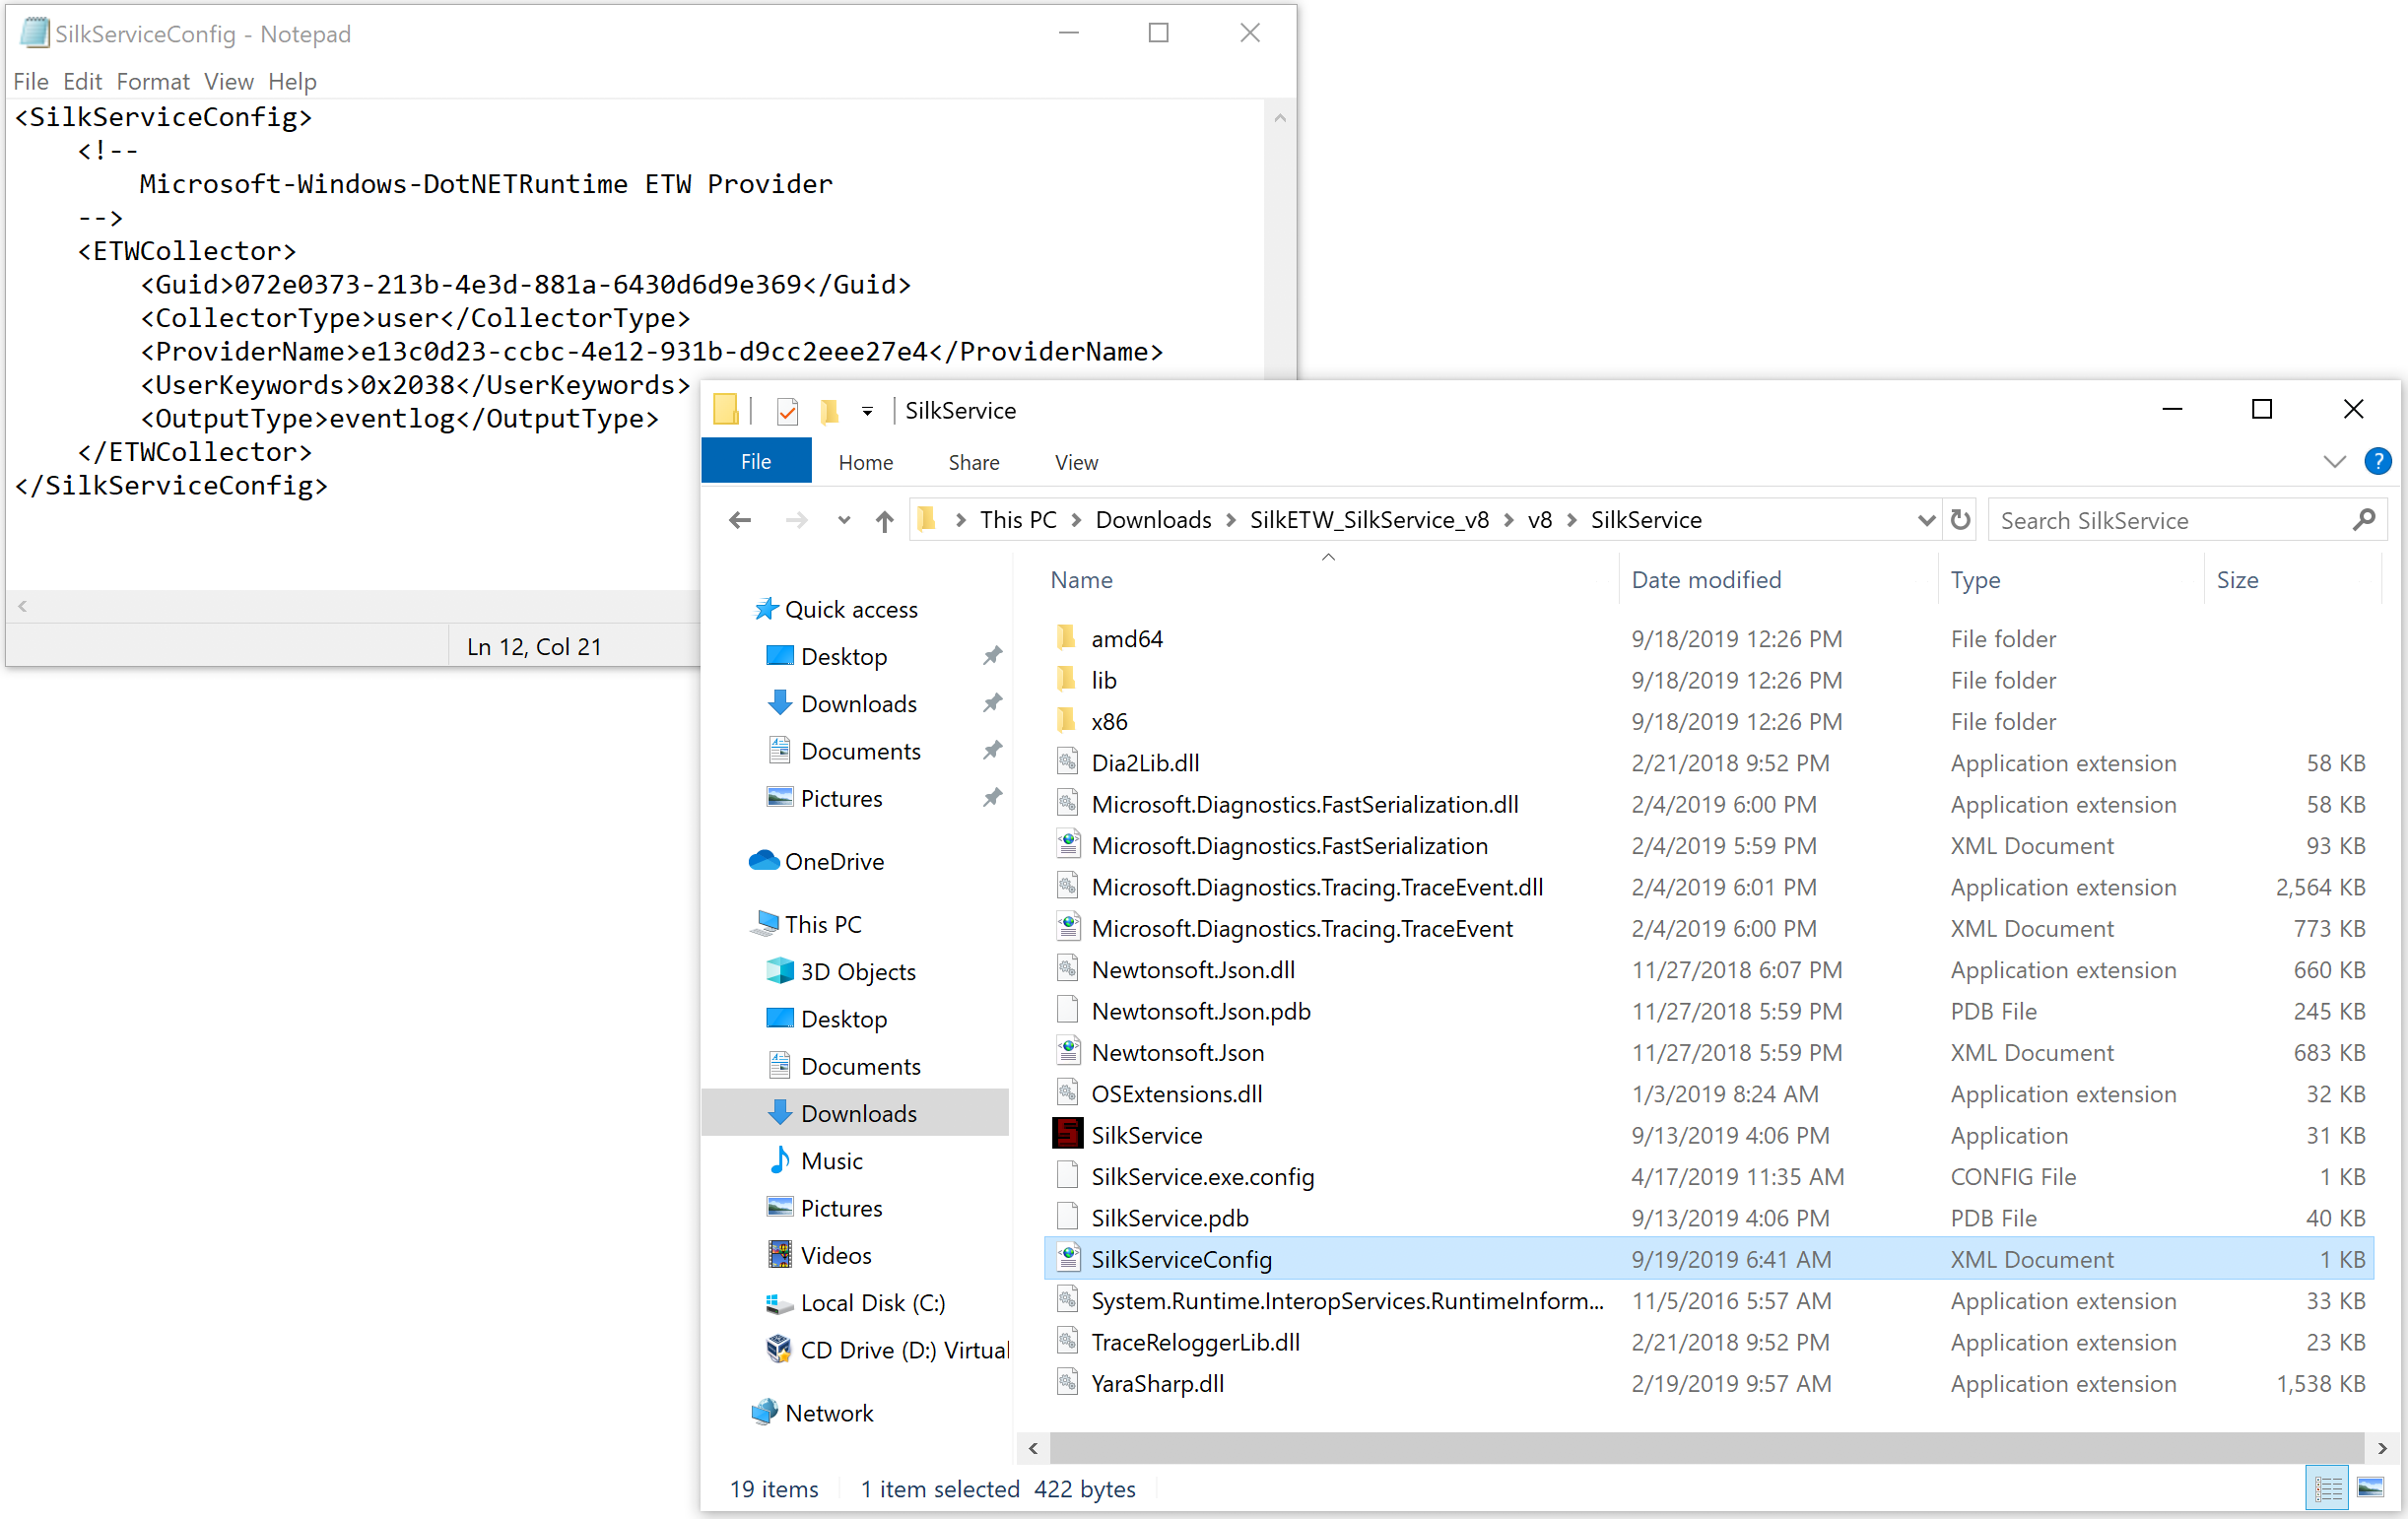 SilkServiceConfig - Notepad
File Edit Format View Help
<SilkServiceConfig>
    <!--
        Microsoft-Windows-DotNETRuntime ETW Provider
    -->
    <ETWCollector>
        <Guid>072e0373-213b-4e3d-881a-6430d6d9e369</Guid>
        <CollectorType>user</CollectorType>
        <ProviderName>e13c0d23-ccbc-4e12-931b-d9cc2eee27e4</ProviderName>
        <UserKeywords>0x2038</UserKeywords>
        <OutputType>eventlog</OutputType>
    </ETWCollector>
</SilkServiceConfig>
Ln 12, Col 21
SilkService
File Home Share View ?
This PC > Downloads > SilkETW_SilkService_v8 > v8 > SilkService
Search SilkService
Quick access
Desktop
Downloads
Documents
Pictures
OneDrive
This PC
3D Objects
Desktop
Documents
Downloads
Music
Pictures
Videos
Local Disk (C:)
CD Drive (D:) Virtual
Network
Name Date modified Type Size
amd64 9/18/2019 12:26 PM File folder
lib 9/18/2019 12:26 PM File folder
x86 9/18/2019 12:26 PM File folder
Dia2Lib.dll 2/21/2018 9:52 PM Application extension 58 KB
Microsoft.Diagnostics.FastSerialization.dll 2/4/2019 6:00 PM Application extension 58 KB
Microsoft.Diagnostics.FastSerialization 2/4/2019 5:59 PM XML Document 93 KB
Microsoft.Diagnostics.Tracing.TraceEvent.dll 2/4/2019 6:01 PM Application extension 2,564 KB
Microsoft.Diagnostics.Tracing.TraceEvent 2/4/2019 6:00 PM XML Document 773 KB
Newtonsoft.Json.dll 11/27/2018 6:07 PM Application extension 660 KB
Newtonsoft.Json.pdb 11/27/2018 5:59 PM PDB File 245 KB
Newtonsoft.Json 11/27/2018 5:59 PM XML Document 683 KB
OSExtensions.dll 1/3/2019 8:24 AM Application extension 32 KB
SilkService 9/13/2019 4:06 PM Application 31 KB
SilkService.exe.config 4/17/2019 11:35 AM CONFIG File 1 KB
SilkService.pdb 9/13/2019 4:06 PM PDB File 40 KB
SilkServiceConfig 9/19/2019 6:41 AM XML Document 1 KB
System.Runtime.InteropServices.RuntimeInform... 11/5/2016 5:57 AM Application extension 33 KB
TraceReloggerLib.dll 2/21/2018 9:52 PM Application extension 23 KB
YaraSharp.dll 2/19/2019 9:57 AM Application extension 1,538 KB
19 items 1 item selected 422 bytes